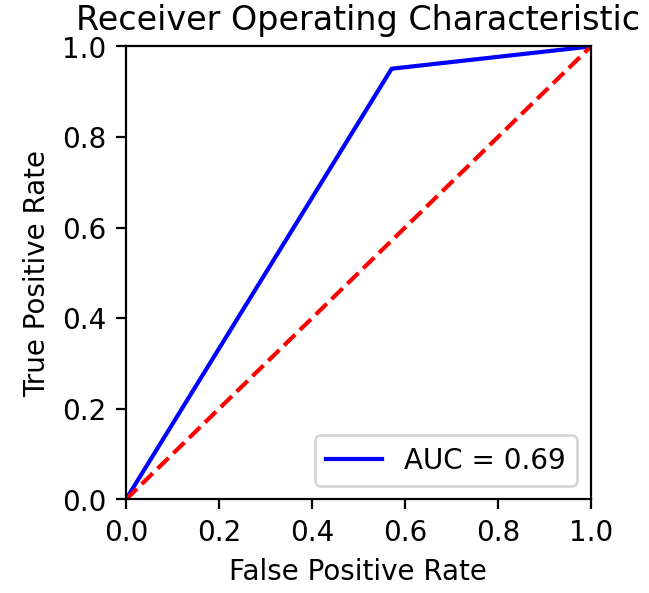 Receiver Operating Characteristic
1.0
0.8
0.6
0.4
0.2
0.0
True Positive Rate
AUC = 0.69
0.0 0.2 0.4 0.6 0.8 1.0
False Positive Rate